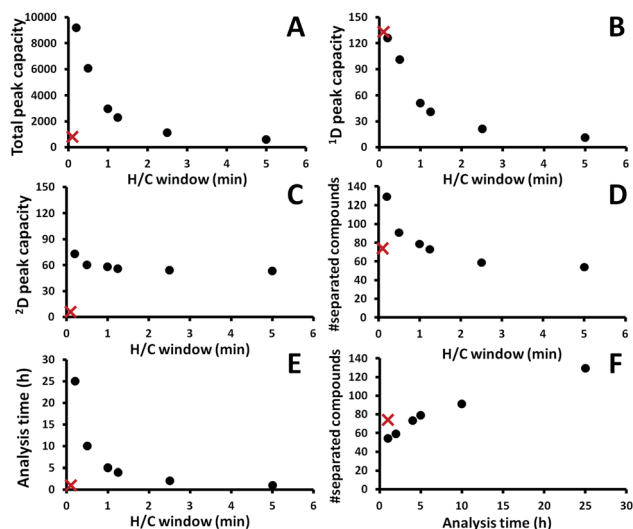 A
Total peak capacity
10000
8000
6000
4000
2000
0
0 1 2 3 4 5 6
H/C window (min)
B
¹D peak capacity
150
120
90
60
30
0
0 1 2 3 4 5 6
H/C window (min)
C
²D peak capacity
150
120
90
60
30
0
0 1 2 3 4 5 6
H/C window (min)
D
#separated compounds
140
120
100
80
60
40
20
0
0 1 2 3 4 5 6
H/C window (min)
E
Analysis time (h)
30
25
20
15
10
5
0
0 1 2 3 4 5 6
H/C window (min)
F
#separated compounds
140
120
100
80
60
40
20
0
0 5 10 15 20 25 30
Analysis time (h)